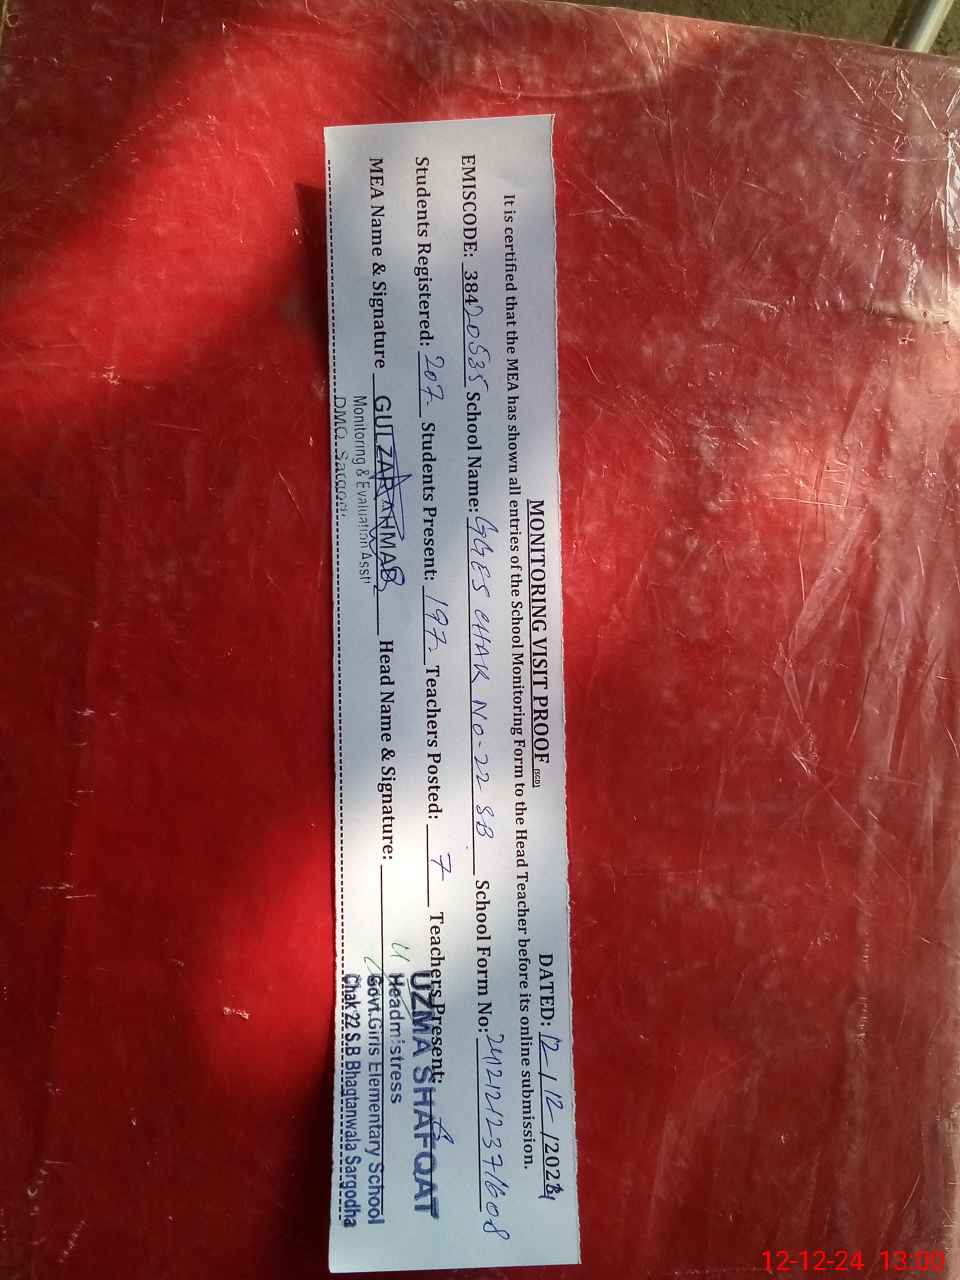 MONITORING VISIT PROOF (SGD) DATED: 12/12/2024
It is certified that the MEA has shown all entries of the School Monitoring Form to the Head Teacher before its online submission.
EMISCODE: 38420535 School Name: GGES CHAK NO-22 SB School Form No: 24121212371608
Students Registered: 207 Students Present: 197 Teachers Posted: 7 Teachers Present:
MEA Name & Signature GULZAR AHMAD Head Name & Signature:
Monitoring & Evaluation Asstt
UZMA SHAFQAT
Headmistress
Govt.Girls Elementary School
Chak 22 S.B Bhagtanwala Sargodha
12-12-24 13:00